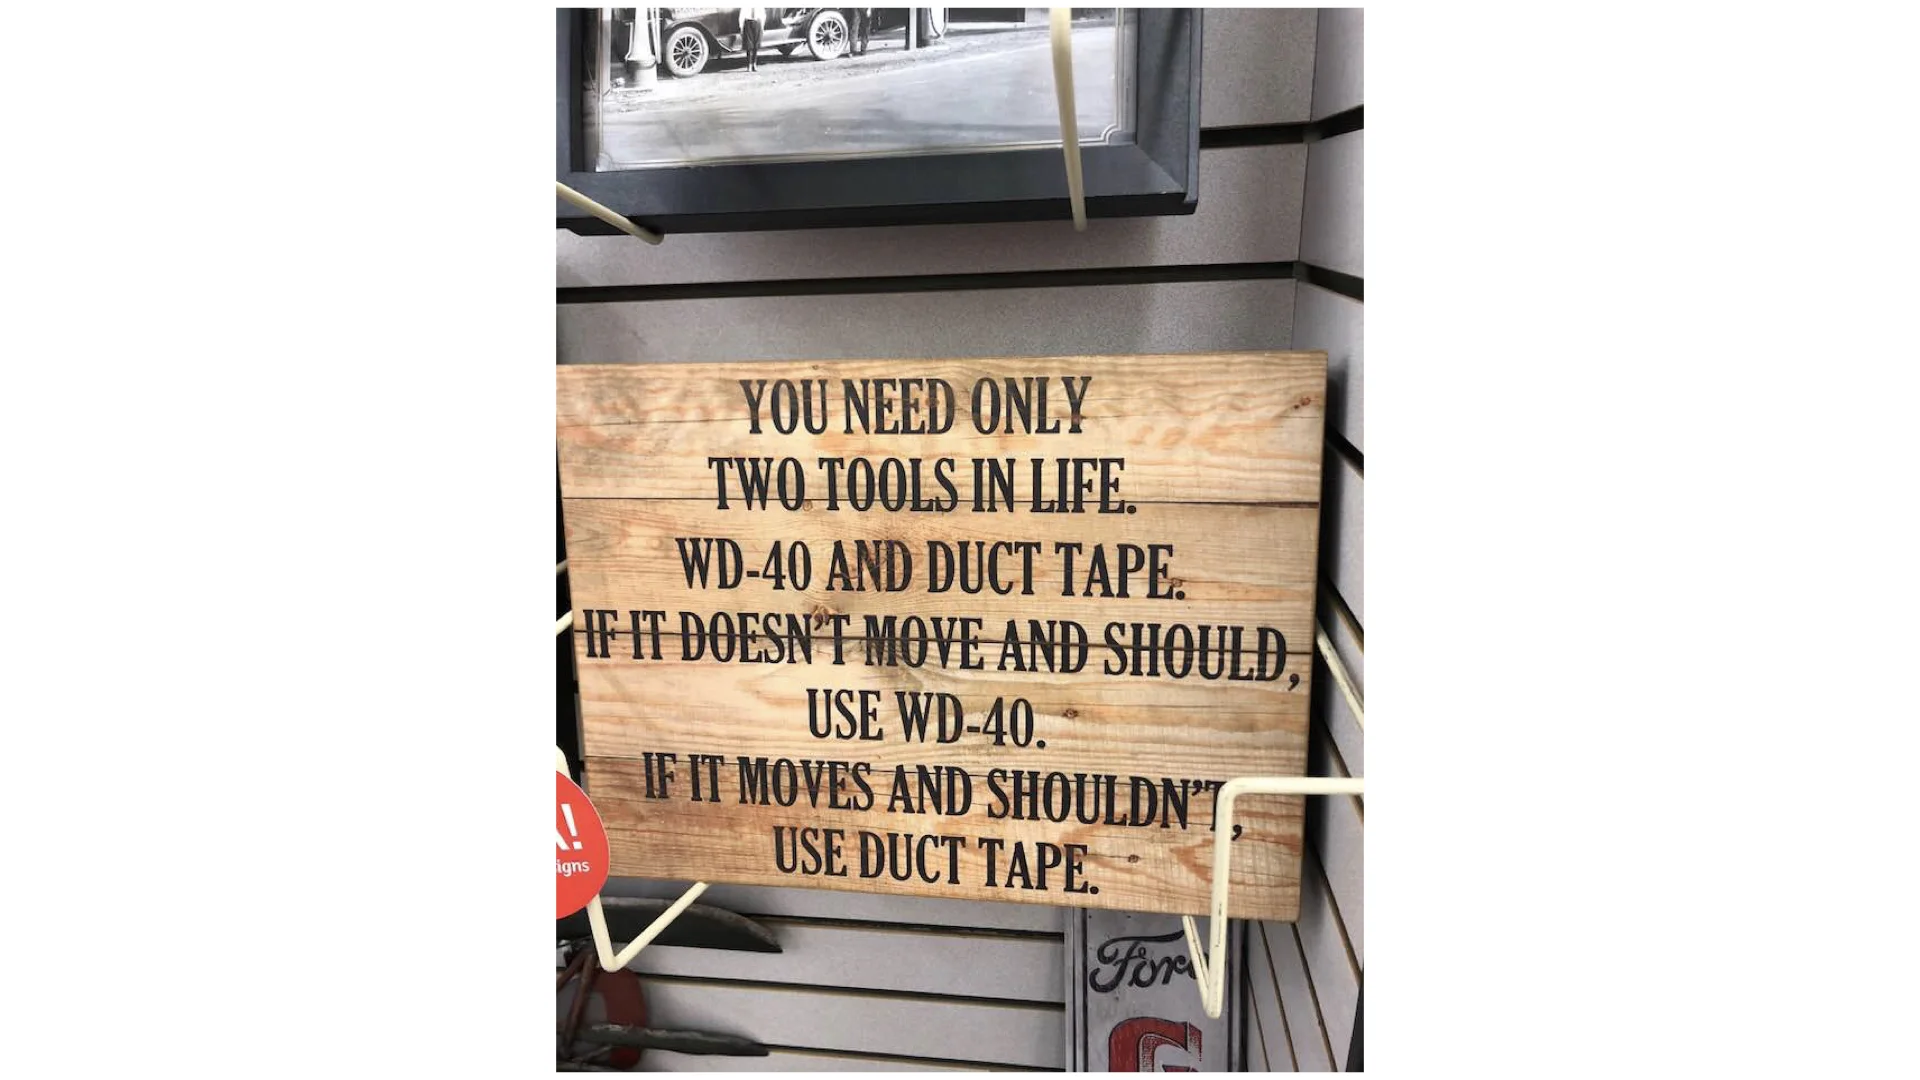 YOU NEED ONLY
TWO TOOLS IN LIFE.
WD-40 AND DUCT TAPE.
IF IT DOESN'T MOVE AND SHOULD,
USE WD-40.
IF IT MOVES AND SHOULDN'T,
USE DUCT TAPE.
Ford